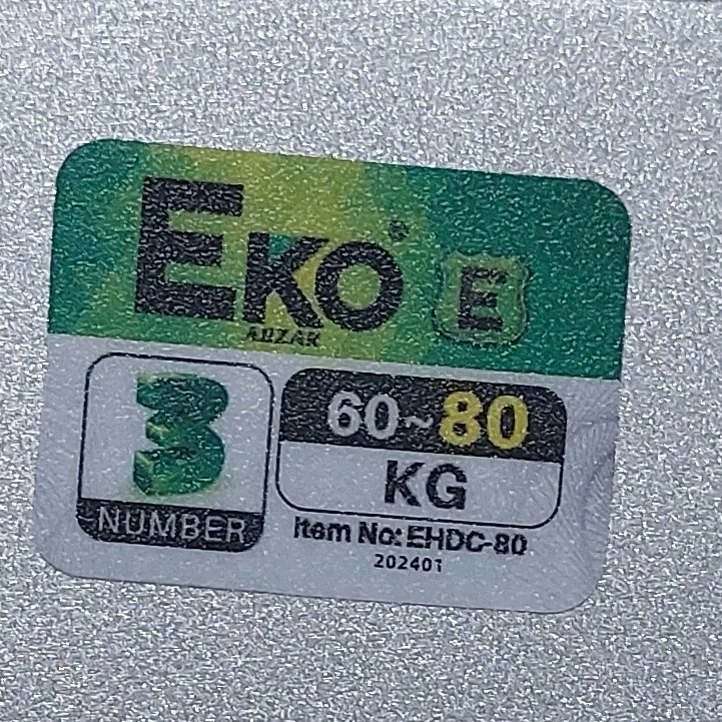 EKO
E
ABZAR
3
NUMBER
60~80
KG
Item No: EHDC-80
202401